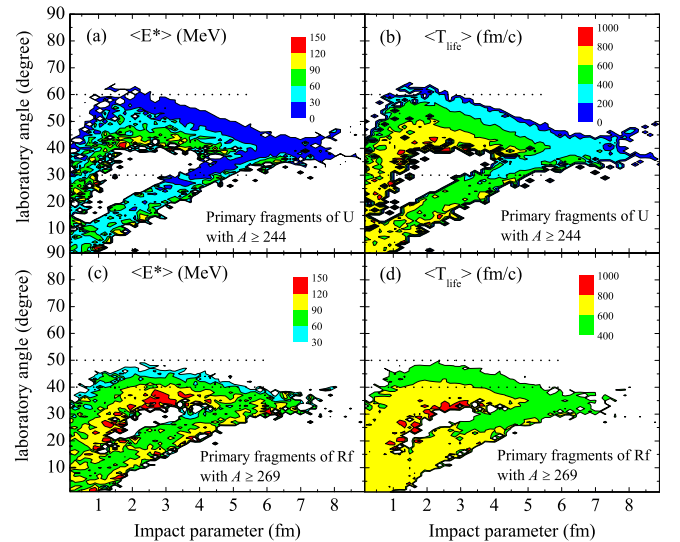 (a) <E*> (MeV)
150
120
90
60
30
0
(b) <T_life> (fm/c)
1000
800
600
400
200
0
90
80
70
60
50
40
30
20
10
laboratory angle (degree)
Primary fragments of U
with A ≥ 244
Primary fragments of U
with A ≥ 244
(c) <E*> (MeV)
150
120
90
60
30
(d) <T_life> (fm/c)
1000
800
600
400
90
80
70
60
50
40
30
20
10
laboratory angle (degree)
Primary fragments of Rf
with A ≥ 269
Primary fragments of Rf
with A ≥ 269
1 2 3 4 5 6 7 8
1 2 3 4 5 6 7 8
Impact parameter (fm)
Impact parameter (fm)